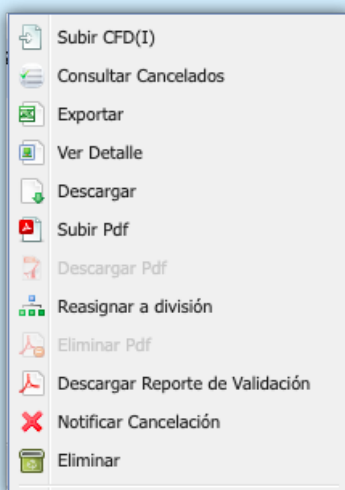 Subir CFD(I)
Consultar Cancelados
Exportar
Ver Detalle
Descargar
Subir Pdf
Descargar Pdf
Reasignar a división
Eliminar Pdf
Descargar Reporte de Validación
Notificar Cancelación
Eliminar